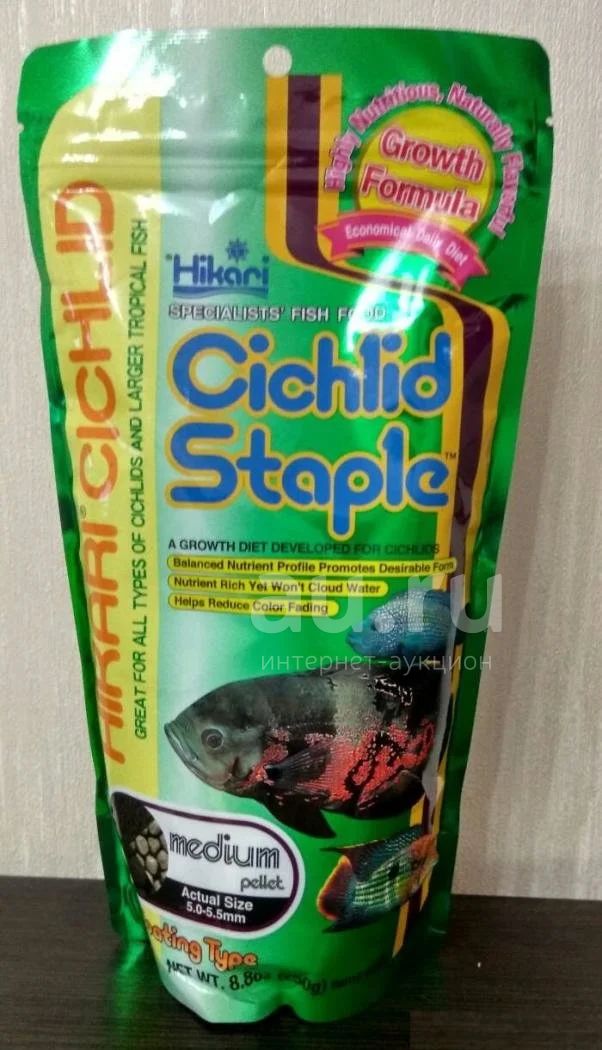 Highly Nutritious, Naturally Flavorful
Growth
Formula
Economical Daily Diet
Hikari
SPECIALISTS' FISH FOOD
Cichlid
Staple™
HIKARI® CICHLID
GREAT FOR ALL TYPES OF CICHLIDS AND LARGER TROPICAL FISH
A GROWTH DIET DEVELOPED FOR CICHLIDS
Balanced Nutrient Profile Promotes Desirable Form
Nutrient Rich Yet Won't Cloud Water
Helps Reduce Color Fading
au.ru
интернет-аукцион
medium
pellet
Actual Size
5.0-5.5mm
Type
NET WT. 8.8oz